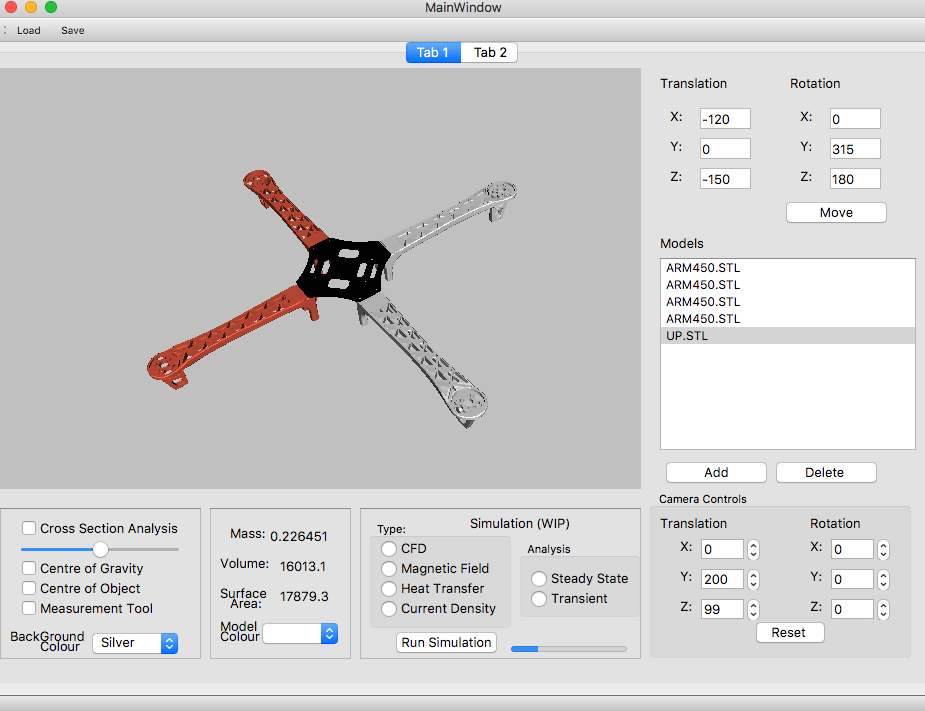 MainWindow
Load Save
Tab 1 Tab 2
Translation Rotation
X: -120 X: 0
Y: 0 Y: 315
Z: -150 Z: 180
Move
Models
ARM450.STL
ARM450.STL
ARM450.STL
ARM450.STL
UP.STL
Add Delete
Camera Controls
Translation Rotation
X: 0 X: 0
Y: 200 Y: 0
Z: 99 Z: 0
Reset
Cross Section Analysis
Centre of Gravity
Centre of Object
Measurement Tool
BackGround
Colour
Silver
Mass: 0.226451
Volume: 16013.1
Surface
Area:
17879.3
Model
Colour
Simulation (WIP)
Type:
CFD
Magnetic Field
Heat Transfer
Current Density
Analysis
Steady State
Transient
Run Simulation